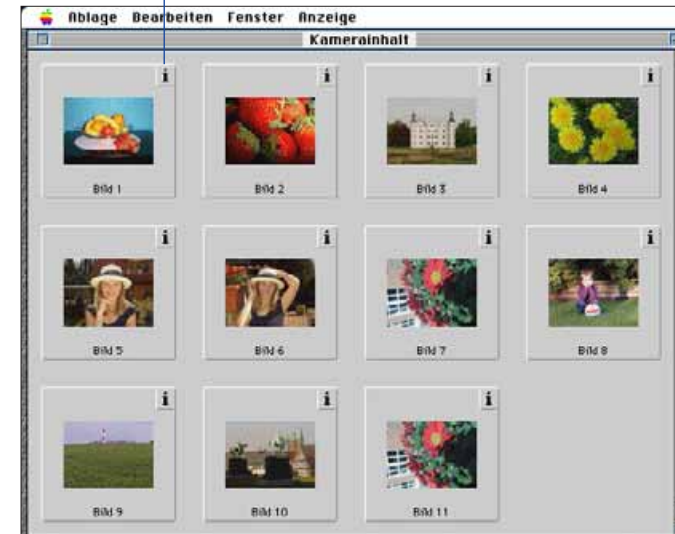 Ablage Bearbeiten Fenster Anzeige
Kamerainhalt
i i i i
Bild 1 Bild 2 Bild 3 Bild 4
i i i i
Bild 5 Bild 6 Bild 7 Bild 8
i i i
Bild 9 Bild 10 Bild 11